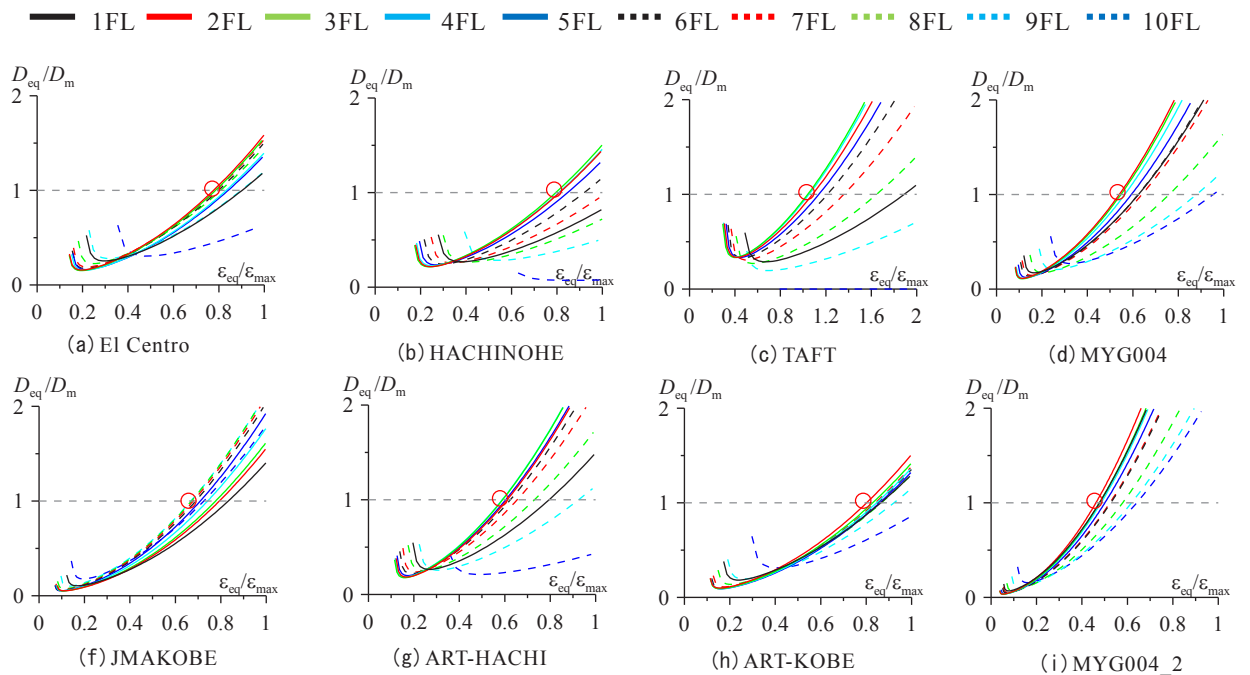 1FL 2FL 3FL 4FL 5FL 6FL 7FL 8FL 9FL 10FL
Deq/Dm Deq/Dm Deq/Dm Deq/Dm
2 2 2 2
1 1 1 1
0 0 0 0
εeq/εmax εeq/εmax εeq/εmax εeq/εmax
0 0.2 0.4 0.6 0.8 1 0 0.2 0.4 0.6 0.8 1 0 0.4 0.8 1.2 1.6 2 0 0.2 0.4 0.6 0.8 1
(a) El Centro (b) HACHINOHE (c) TAFT (d) MYG004
Deq/Dm Deq/Dm Deq/Dm Deq/Dm
2 2 2 2
1 1 1 1
0 0 0 0
εeq/εmax εeq/εmax εeq/εmax εeq/εmax
0 0.2 0.4 0.6 0.8 1 0 0.2 0.4 0.6 0.8 1 0 0.2 0.4 0.6 0.8 1 0 0.2 0.4 0.6 0.8 1
(f) JMAKOBE (g) ART-HACHI (h) ART-KOBE (i) MYG004_2